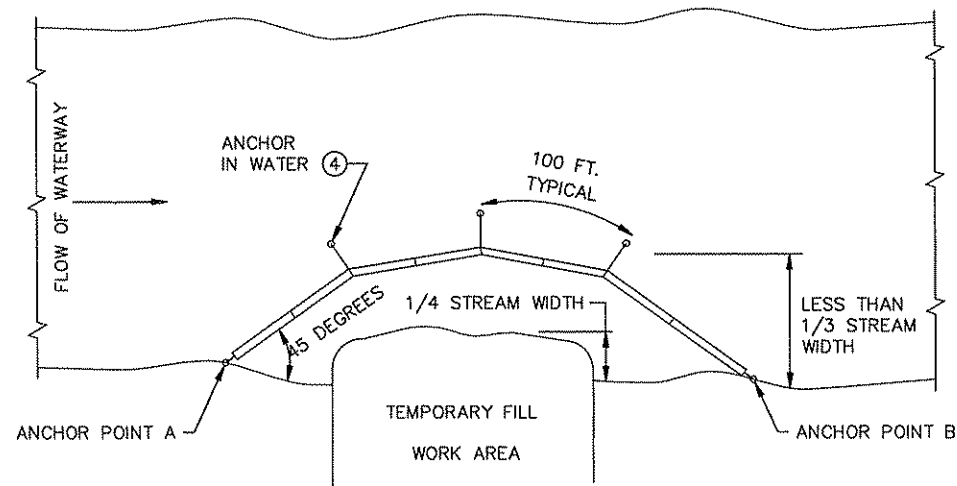 FLOW OF WATERWAY
ANCHOR
IN WATER 4
100 FT.
TYPICAL
45 DEGREES
1/4 STREAM WIDTH
LESS THAN
1/3 STREAM
WIDTH
ANCHOR POINT A
TEMPORARY FILL
WORK AREA
ANCHOR POINT B